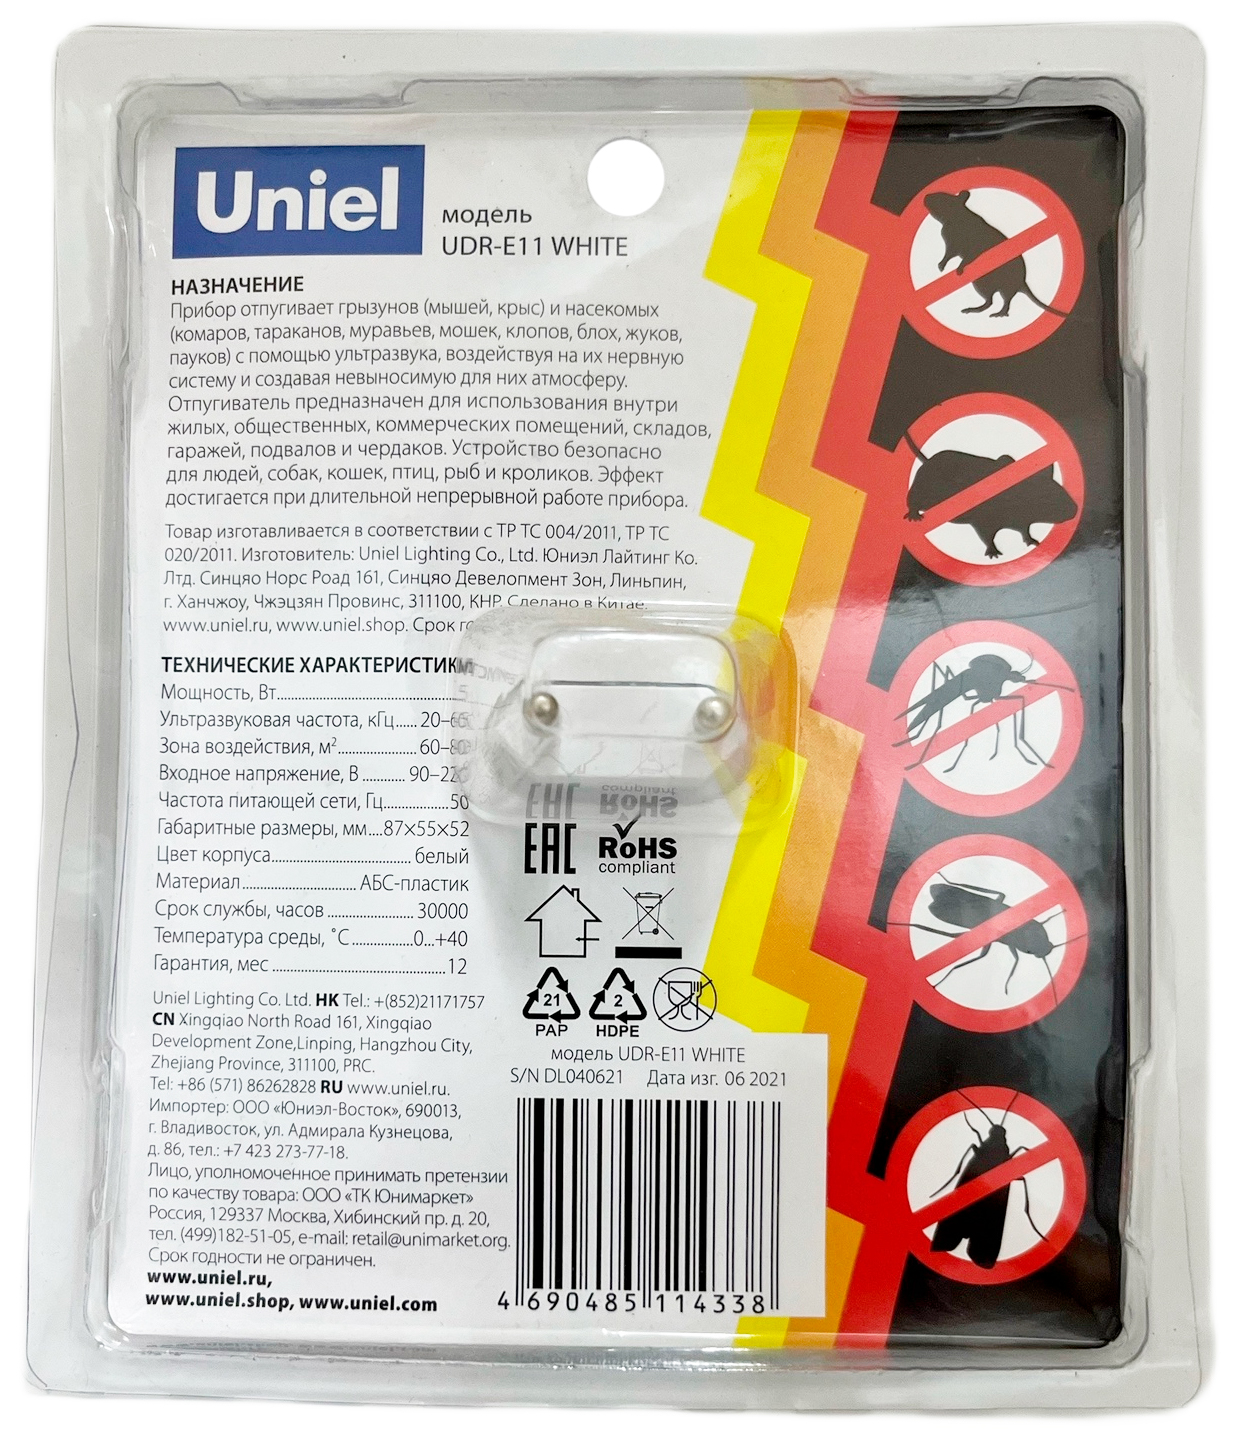 Uniel
модель
UDR-E11 WHITE
НАЗНАЧЕНИЕ
Прибор отпугивает грызунов (мышей, крыс) и насекомых
(комаров, тараканов, муравьев, мошек, клопов, блох, жуков,
пауков) с помощью ультразвука, воздействуя на их нервную
систему и создавая невыносимую для них атмосферу.
Отпугиватель предназначен для использования внутри
жилых, общественных, коммерческих помещений, складов,
гаражей, подвалов и чердаков. Устройство безопасно
для людей, собак, кошек, птиц, рыб и кроликов. Эффект
достигается при длительной непрерывной работе прибора.
Товар изготавливается в соответствии с ТР ТС 004/2011, ТР ТС
020/2011. Изготовитель: Uniel Lighting Co., Ltd. Юниэл Лайтинг Ко.
Лтд. Синцяо Норс Роад 161, Синцяо Девелопмент Зон, Линьпин,
г. Ханчжоу, Чжэцзян Провинс, 311100, КНР. Сделано в Китае.
www.uniel.ru, www.uniel.shop. Срок
ТЕХНИЧЕСКИЕ ХАРАКТЕРИСТИКИ
Мощность, Вт..............................5
Ультразвуковая частота, кГц...... 20–
Зона воздействия, м²................. 60–
Входное напряжение, В ........... 90–
Частота питающей сети, Гц.............50
Габаритные размеры, мм....87×55×52
Цвет корпуса.............................. белый
Материал........................ АБС-пластик
Срок службы, часов .................. 30000
Температура среды, ˚С.............0...+40
Гарантия, мес ....................................12
EAC
RoHS
compliant
21
PAP
2
HDPE
Uniel Lighting Co. Ltd. HK Tel.: +(852)21171757
CN Xingqiao North Road 161, Xingqiao
Development Zone,Linping, Hangzhou City,
Zhejiang Province, 311100, PRC.
Tel: +86 (571) 86262828 RU www.uniel.ru.
Импортер: ООО «Юниэл-Восток», 690013,
г. Владивосток, ул. Адмирала Кузнецова,
д. 86, тел.: +7 423 273-77-18.
Лицо, уполномоченное принимать претензии
по качеству товара: ООО «ТК Юнимаркет»
Россия, 129337 Москва, Хибинский пр. д. 20,
тел. (499)182-51-05, e-mail: retail@unimarket.org.
Срок годности не ограничен.
www.uniel.ru,
www.uniel.shop, www.uniel.com
модель UDR-E11 WHITE
S/N DL040621 Дата изг. 06 2021
4 690485 114338